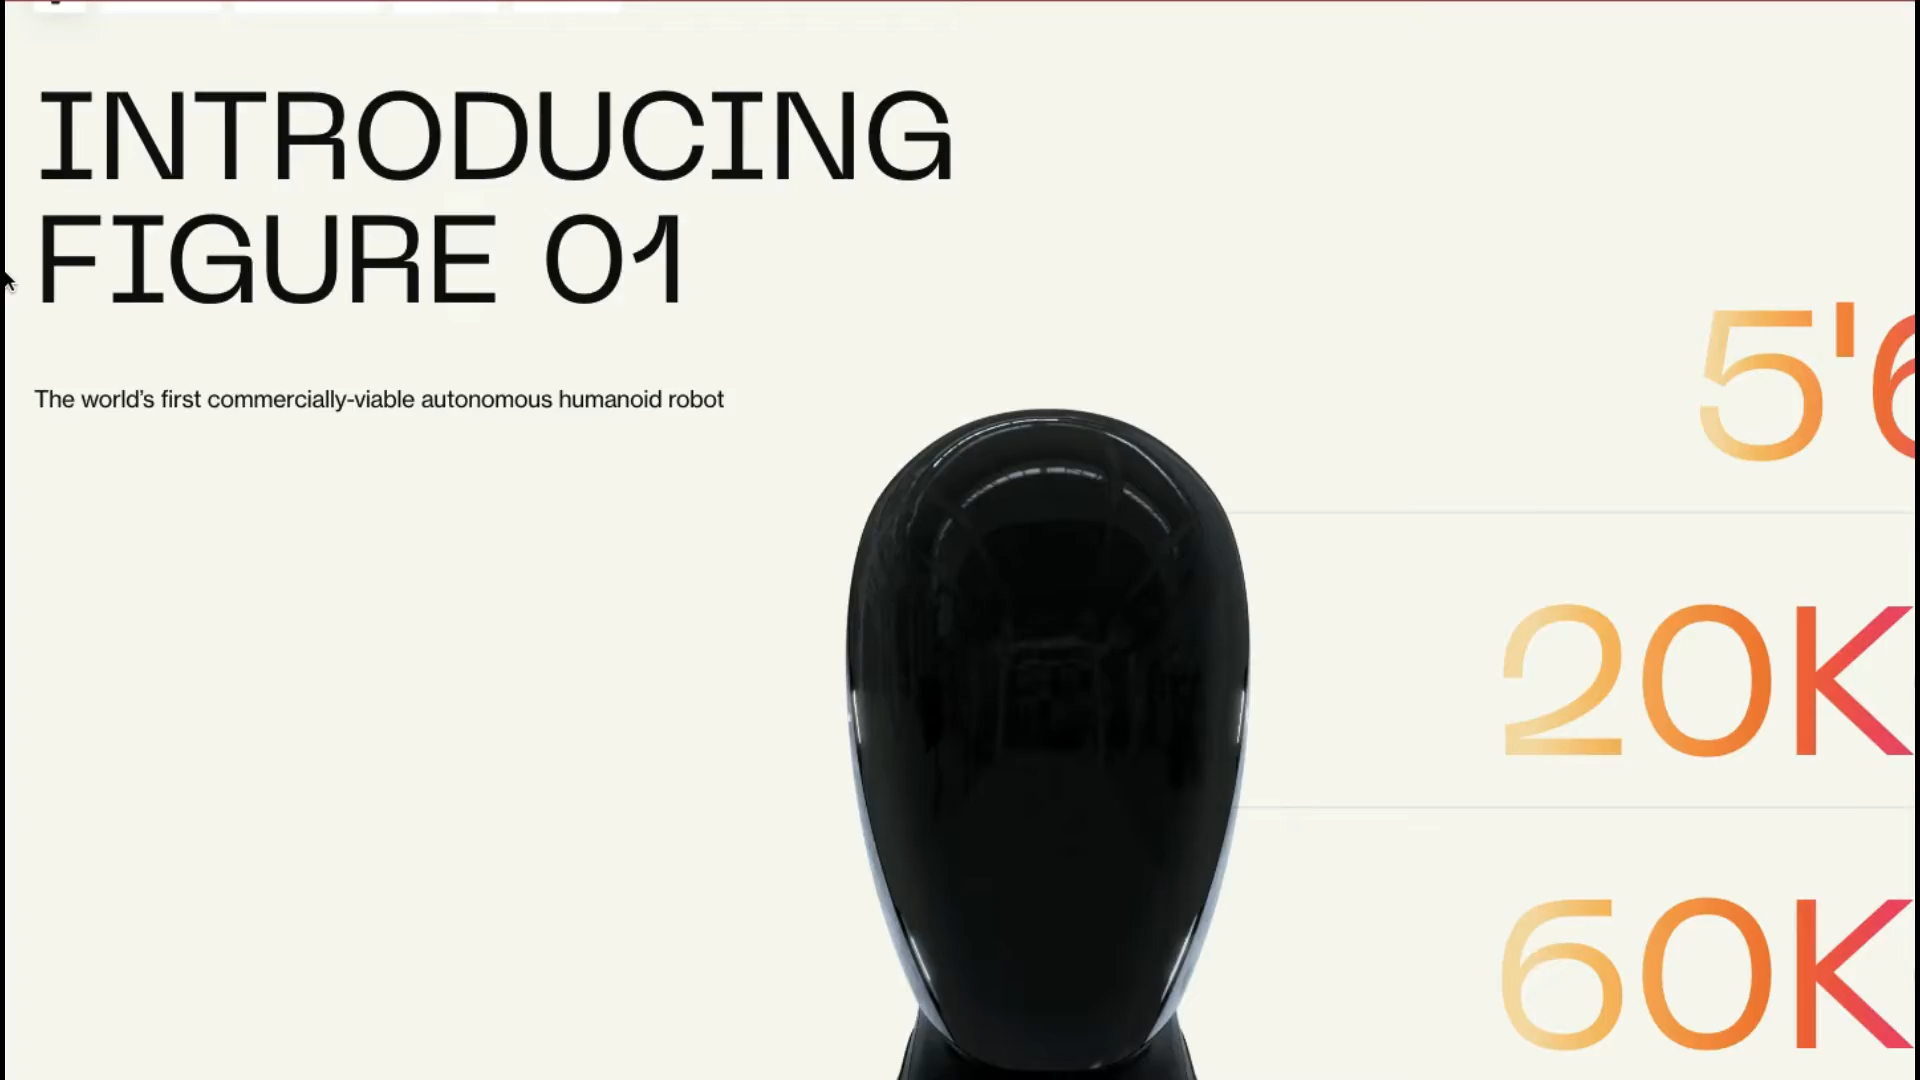 INTRODUCING
FIGURE 01
The world's first commercially-viable autonomous humanoid robot
5'6
20K
60K